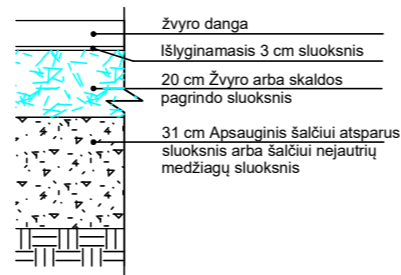 žvyro danga
Išlyginamasis 3 cm sluoksnis
20 cm Žvyro arba skaldos
pagrindo sluoksnis
31 cm Apsauginis šalčiui atsparus
sluoksnis arba šalčiui nejautrių
medžiagų sluoksnis